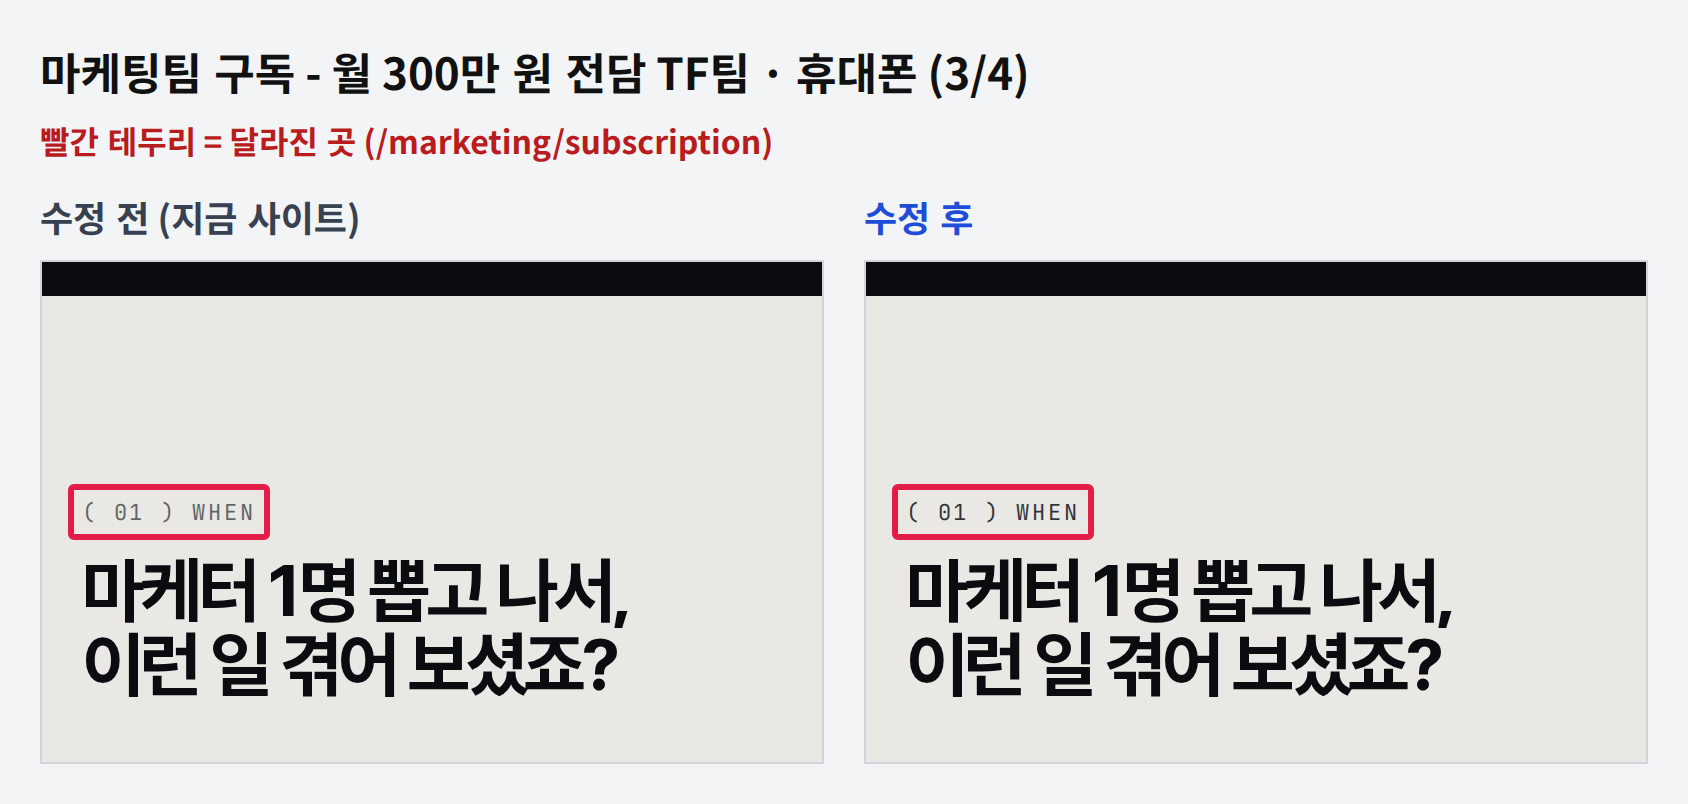 마케팅팀 구독 - 월 300만 원 전담 TF팀 · 휴대폰 (3/4)
빨간 테두리 = 달라진 곳 (/marketing/subscription)
수정 전 (지금 사이트)
( 01 ) WHEN
마케터 1명 뽑고 나서,
이런 일 겪어 보셨죠?
수정 후
( 01 ) WHEN
마케터 1명 뽑고 나서,
이런 일 겪어 보셨죠?